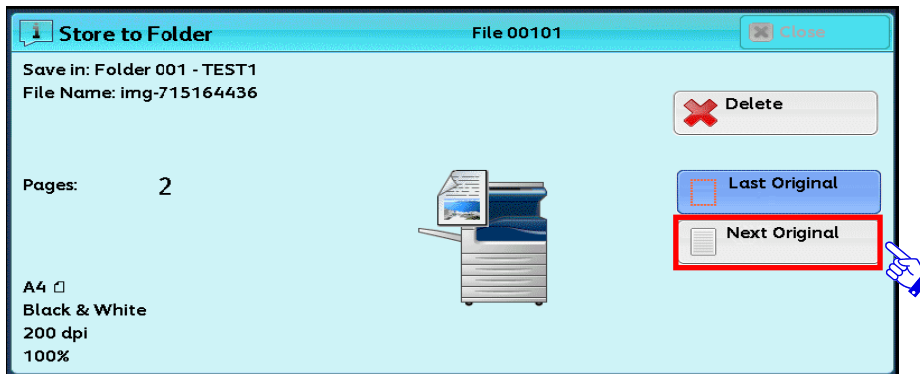 Store to Folder
File 00101
Close
Save in: Folder 001 - TEST1
File Name: img-715164436
Delete
Pages: 2
Last Original
Next Original
A4
Black & White
200 dpi
100%